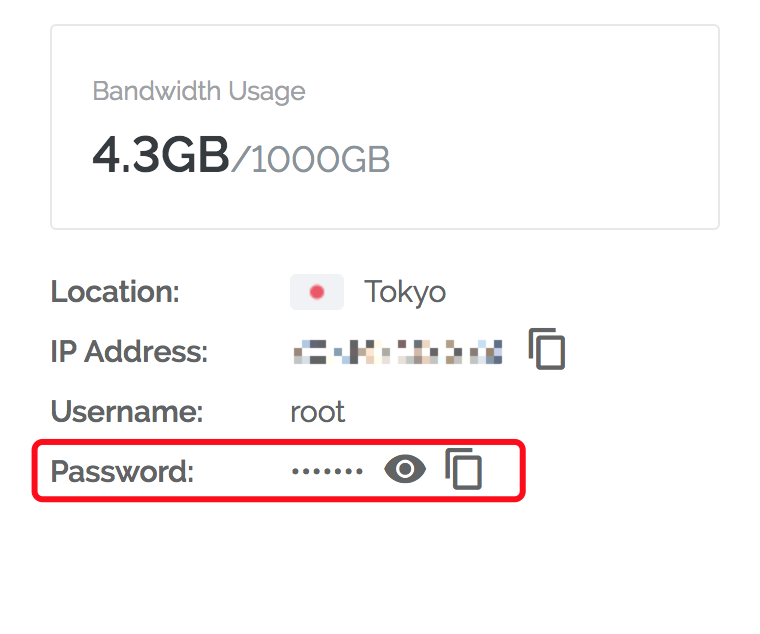 Bandwidth Usage
4.3GB/1000GB
Location: Tokyo
IP Address:
Username: root
Password: •••••••